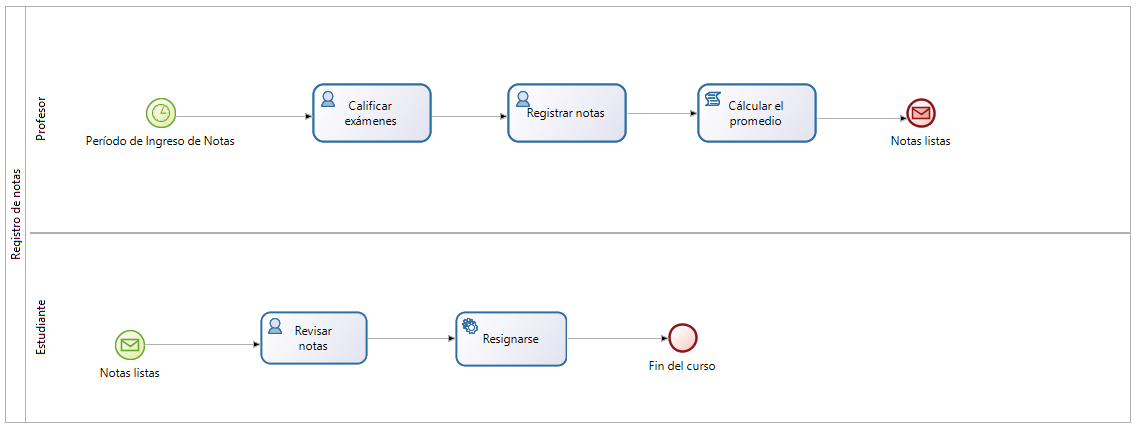 Registro de notas
Profesor
Período de Ingreso de Notas
Calificar
exámenes
Registrar notas
Cálcular el
promedio
Notas listas
Estudiante
Notas listas
Revisar
notas
Resignarse
Fin del curso